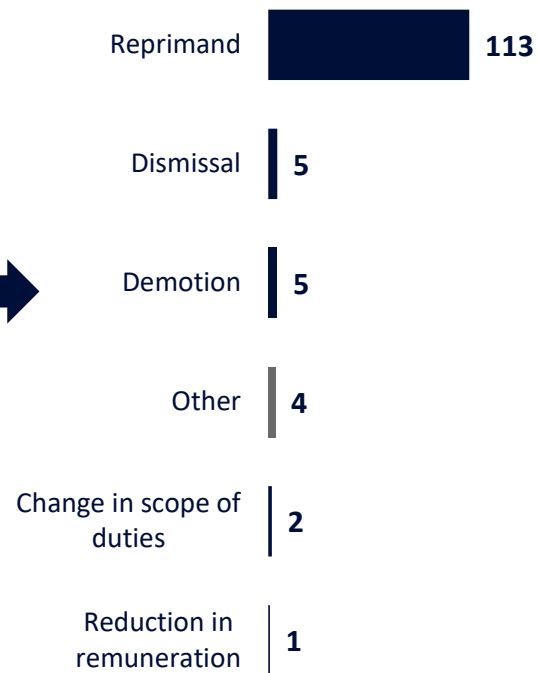 Reprimand 113
Dismissal 5
Demotion 5
Other 4
Change in scope of
duties 2
Reduction in
remuneration 1